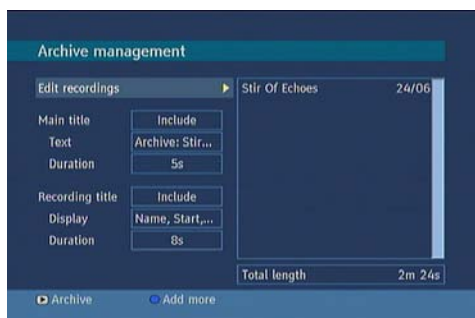 Archive management
Edit recordings
Main title Include
Text Archive: Stir...
Duration 5s
Recording title Include
Display Name, Start,...
Duration 8s
Stir Of Echoes 24/06
Total length 2m 24s
Archive Add more